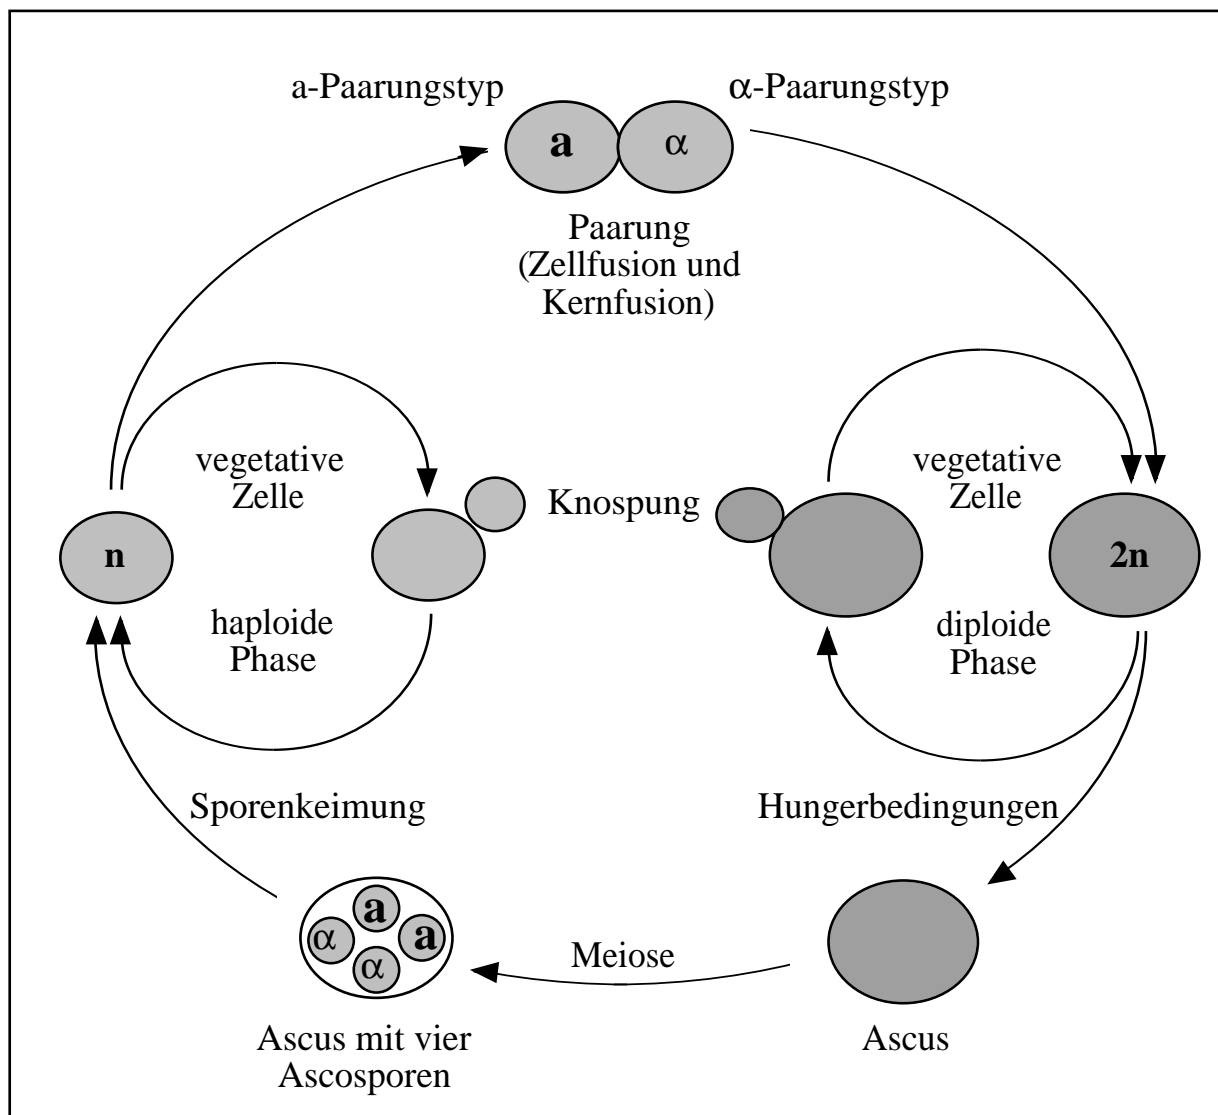 a-Paarungstyp
α-Paarungstyp
a
α
Paarung
(Zellfusion und
Kernfusion)
vegetative
Zelle
vegetative
Zelle
Knospung
n
2n
haploide
Phase
diploide
Phase
Sporenkeimung
Hungerbedingungen
a
α
a
α
Meiose
Ascus mit vier
Ascosporen
Ascus